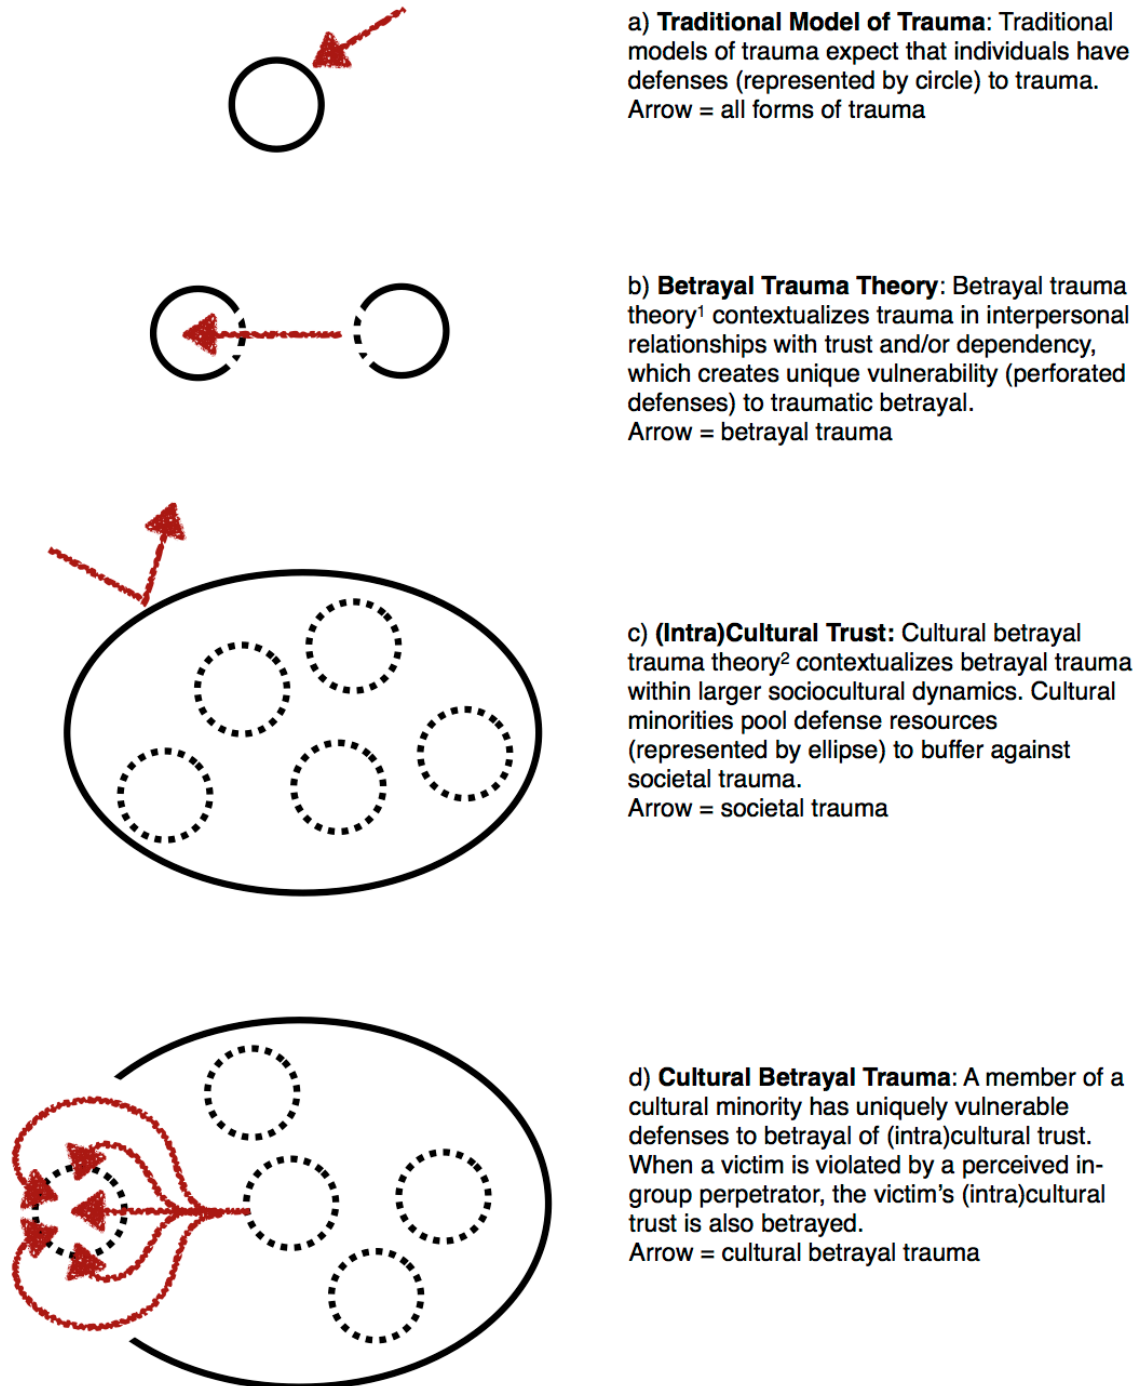 a) Traditional Model of Trauma: Traditional
models of trauma expect that individuals have
defenses (represented by circle) to trauma.
Arrow = all forms of trauma
b) Betrayal Trauma Theory: Betrayal trauma
theory¹ contextualizes trauma in interpersonal
relationships with trust and/or dependency,
which creates unique vulnerability (perforated
defenses) to traumatic betrayal.
Arrow = betrayal trauma
c) (Intra)Cultural Trust: Cultural betrayal
trauma theory² contextualizes betrayal trauma
within larger sociocultural dynamics. Cultural
minorities pool defense resources
(represented by ellipse) to buffer against
societal trauma.
Arrow = societal trauma
d) Cultural Betrayal Trauma: A member of a
cultural minority has uniquely vulnerable
defenses to betrayal of (intra)cultural trust.
When a victim is violated by a perceived in-
group perpetrator, the victim’s (intra)cultural
trust is also betrayed.
Arrow = cultural betrayal trauma